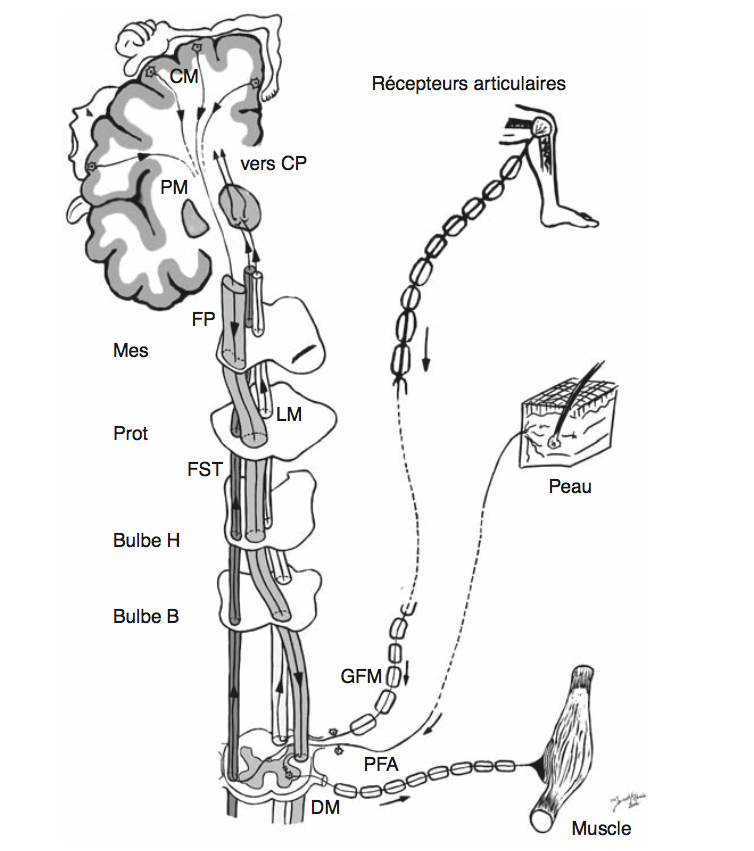 Récepteurs articulaires
CM
vers CP
PM
FP
Mes
LM
Prot
FST
Peau
Bulbe H
Bulbe B
GFM
PFA
DM
Muscle